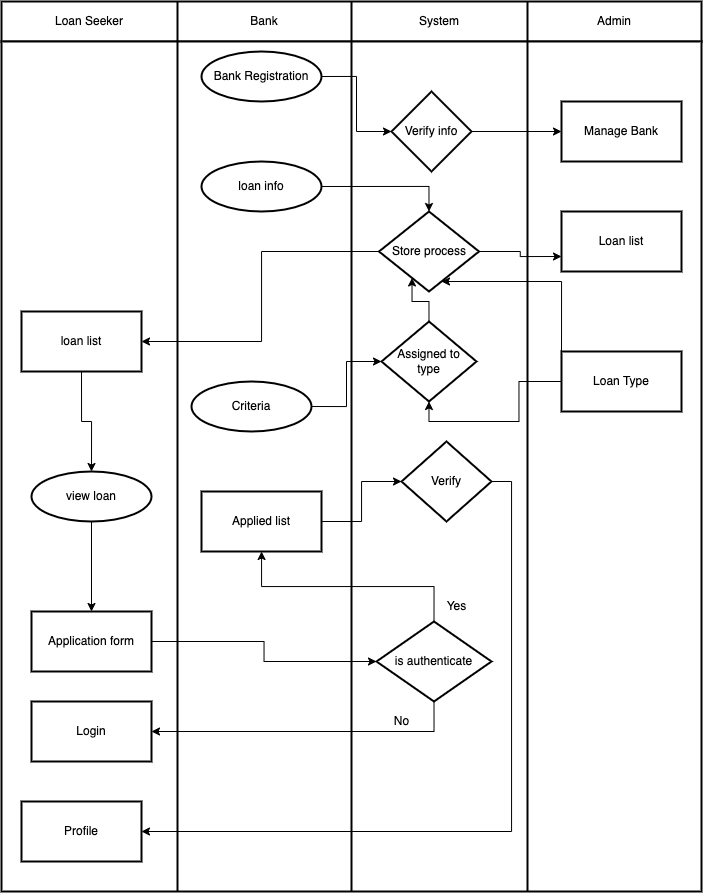 Loan Seeker
Bank
System
Admin
Bank Registration
Verify info
Manage Bank
loan info
Store process
Loan list
loan list
Assigned to
type
Loan Type
Criteria
view loan
Verify
Applied list
Yes
Application form
is authenticate
No
Login
Profile